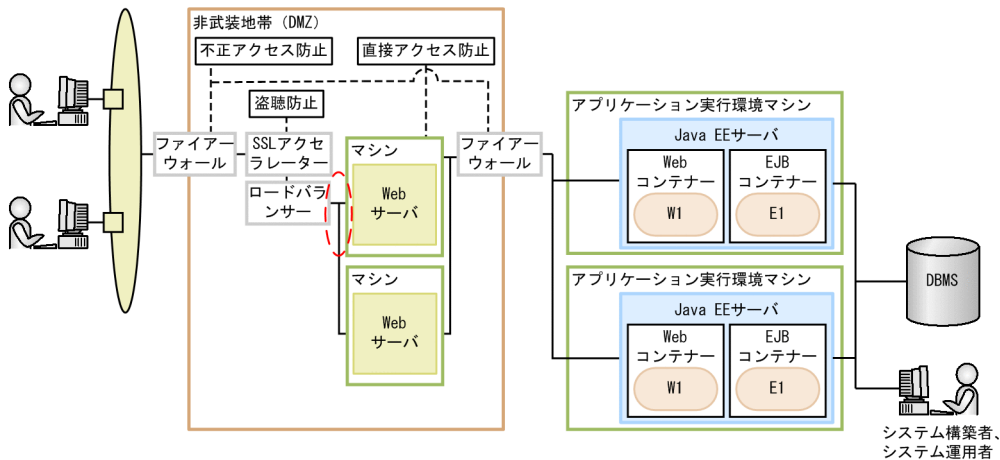 非武装地帯（DMZ）
不正アクセス防止
直接アクセス防止
盗聴防止
ファイアー
ウォール
SSLアクセ
ラレーター
ロードバラ
ンサー
マシン
Web
サーバ
マシン
Web
サーバ
ファイアー
ウォール
アプリケーション実行環境マシン
Java EEサーバ
Web
コンテナー
W1
EJB
コンテナー
E1
アプリケーション実行環境マシン
Java EEサーバ
Web
コンテナー
W1
EJB
コンテナー
E1
DBMS
システム構築者、
システム運用者